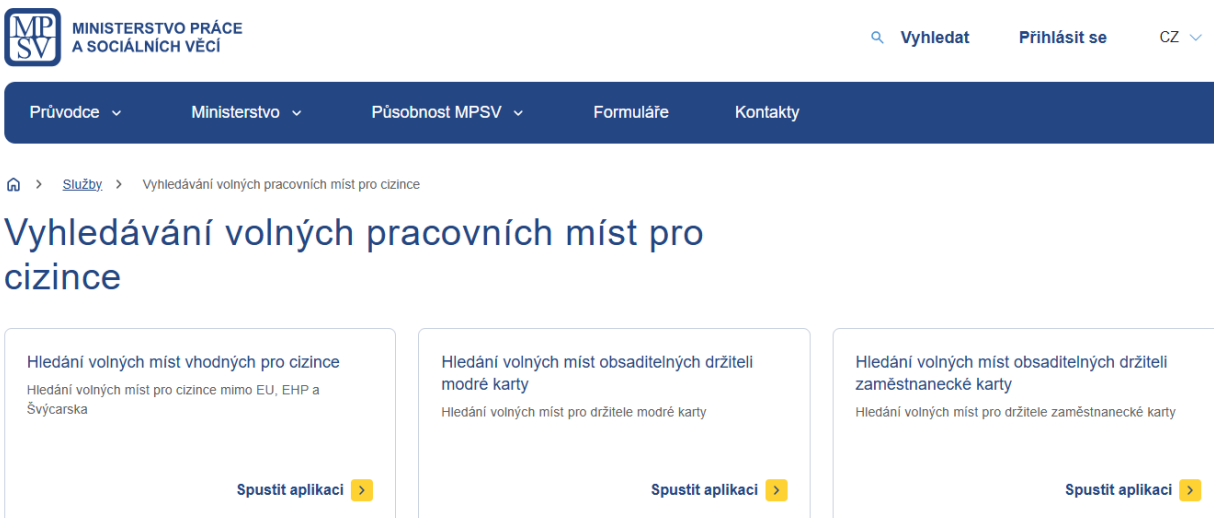 MP
SV
MINISTERSTVO PRÁCE
A SOCIÁLNÍCH VĚCÍ
Vyhledat
Přihlásit se
CZ
Průvodce
Ministerstvo
Působnost MPSV
Formuláře
Kontakty
Služby
Vyhledávání volných pracovních míst pro cizince
Vyhledávání volných pracovních míst pro
cizince
Hledání volných míst vhodných pro cizince
Hledání volných míst pro cizince mimo EU, EHP a
Švýcarska
Spustit aplikaci
Hledání volných míst obsaditelných držiteli
modré karty
Hledání volných míst pro držitele modré karty
Spustit aplikaci
Hledání volných míst obsaditelných držiteli
zaměstnanecké karty
Hledání volných míst pro držitele zaměstnanecké karty
Spustit aplikaci